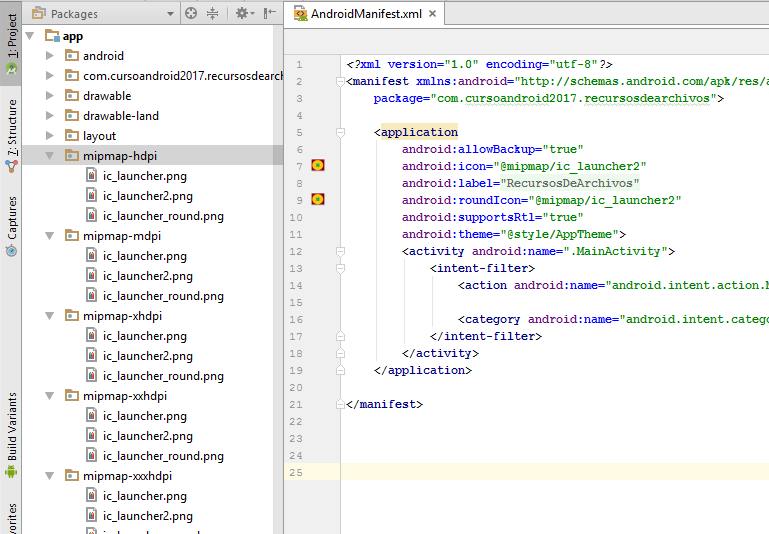 1: Project
7: Structure
Captures
Build Variants
Packages
app
android
com.cursoandroid2017.recursosdearch
drawable
drawable-land
layout
mipmap-hdpi
ic_launcher.png
ic_launcher2.png
ic_launcher_round.png
mipmap-mdpi
ic_launcher.png
ic_launcher2.png
ic_launcher_round.png
mipmap-xhdpi
ic_launcher.png
ic_launcher2.png
ic_launcher_round.png
mipmap-xxhdpi
ic_launcher.png
ic_launcher2.png
ic_launcher_round.png
mipmap-xxxhdpi
ic_launcher.png
ic_launcher2.png
AndroidManifest.xml
1 <?xml version="1.0" encoding="utf-8"?>
2 <manifest xmlns:android="http://schemas.android.com/apk/res/a
3 package="com.cursoandroid2017.recursosdearchivos">
4
5 <application
6 android:allowBackup="true"
7 android:icon="@mipmap/ic_launcher2"
8 android:label="RecursosDeArchivos"
9 android:roundIcon="@mipmap/ic_launcher2"
10 android:supportsRtl="true"
11 android:theme="@style/AppTheme">
12 <activity android:name=".MainActivity">
13 <intent-filter>
14 <action android:name="android.intent.action.
15
16 <category android:name="android.intent.catego
17 </intent-filter>
18 </activity>
19 </application>
20
21 </manifest>
22
23
24
25